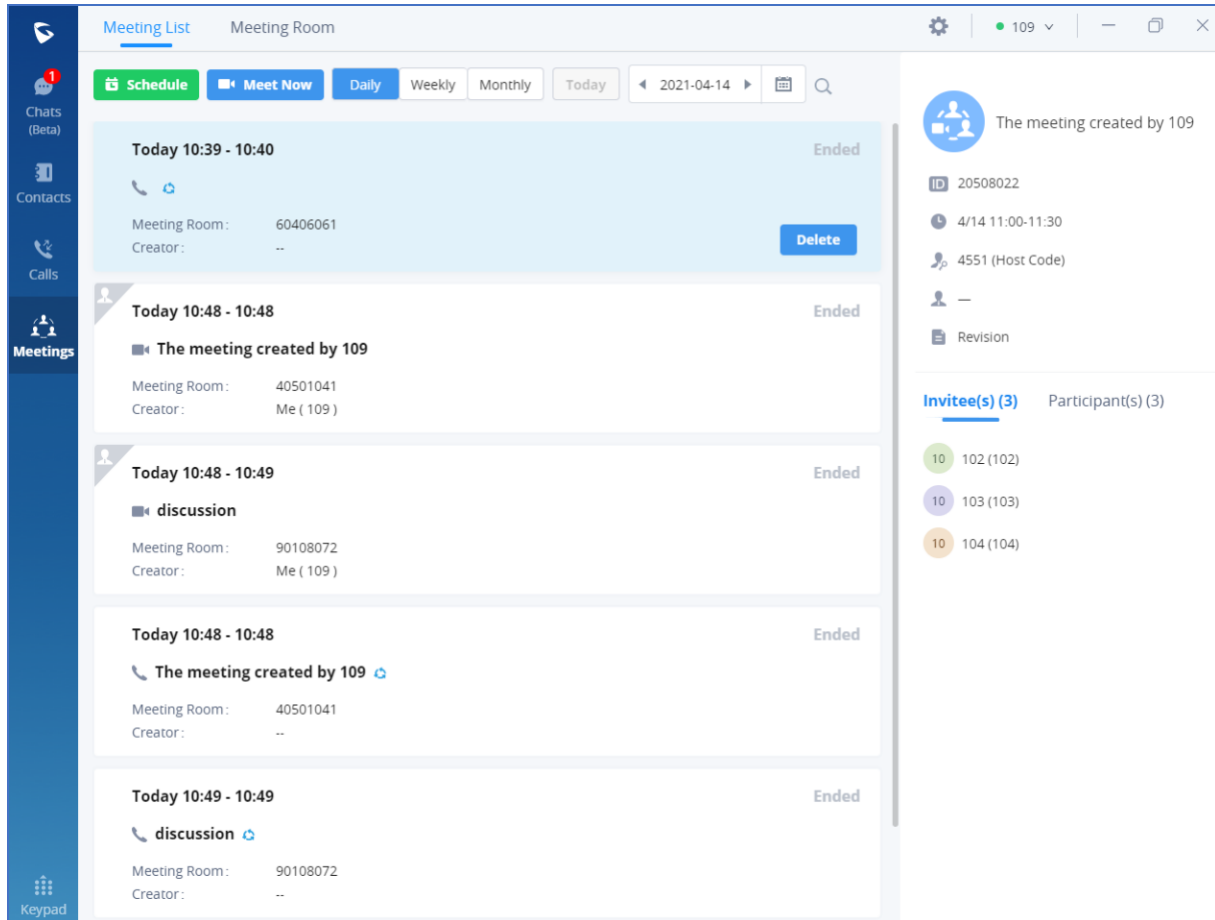 Meeting List Meeting Room 109
1
Chats
(Beta)
Contacts
Calls
Meetings
Keypad
Schedule Meet Now Daily Weekly Monthly Today 2021-04-14
Today 10:39 - 10:40 Ended
Meeting Room: 60406061
Creator: --
Delete
Today 10:48 - 10:48 Ended
The meeting created by 109
Meeting Room: 40501041
Creator: Me ( 109 )
Today 10:48 - 10:49 Ended
discussion
Meeting Room: 90108072
Creator: Me ( 109 )
Today 10:48 - 10:48 Ended
The meeting created by 109
Meeting Room: 40501041
Creator: --
Today 10:49 - 10:49 Ended
discussion
Meeting Room: 90108072
Creator: --
The meeting created by 109
ID 20508022
4/14 11:00-11:30
4551 (Host Code)
—
Revision
Invitee(s) (3) Participant(s) (3)
10 102 (102)
10 103 (103)
10 104 (104)